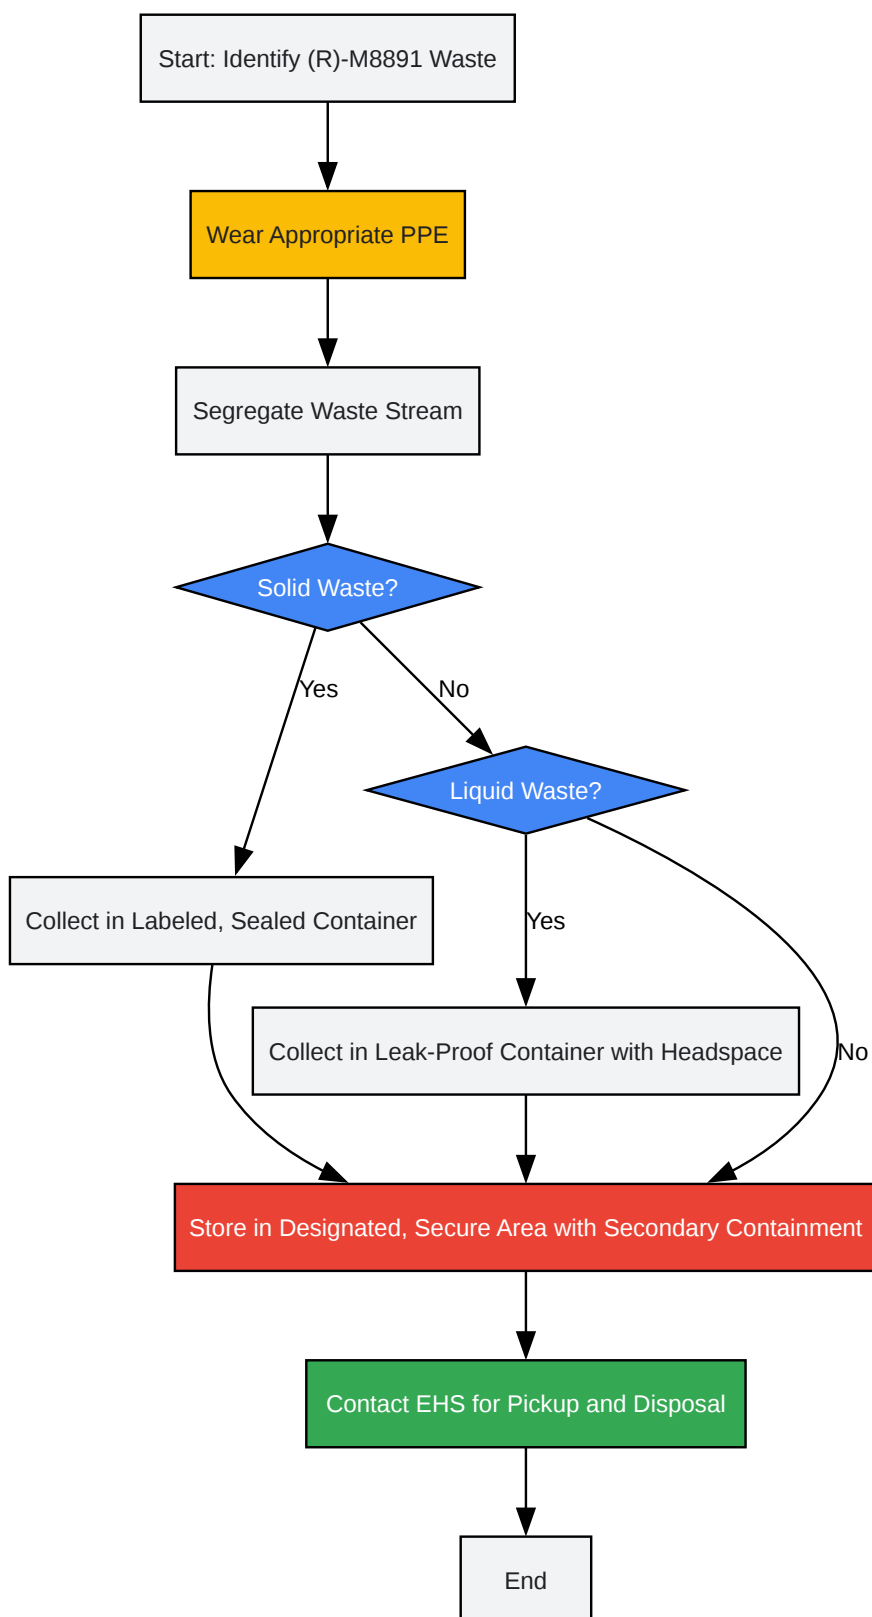 Start: Identify (R)-M8891 Waste
Wear Appropriate PPE
Segregate Waste Stream
Solid Waste?
Yes
No
Liquid Waste?
Collect in Labeled, Sealed Container
Yes
Collect in Leak-Proof Container with Headspace
No
Store in Designated, Secure Area with Secondary Containment
Contact EHS for Pickup and Disposal
End